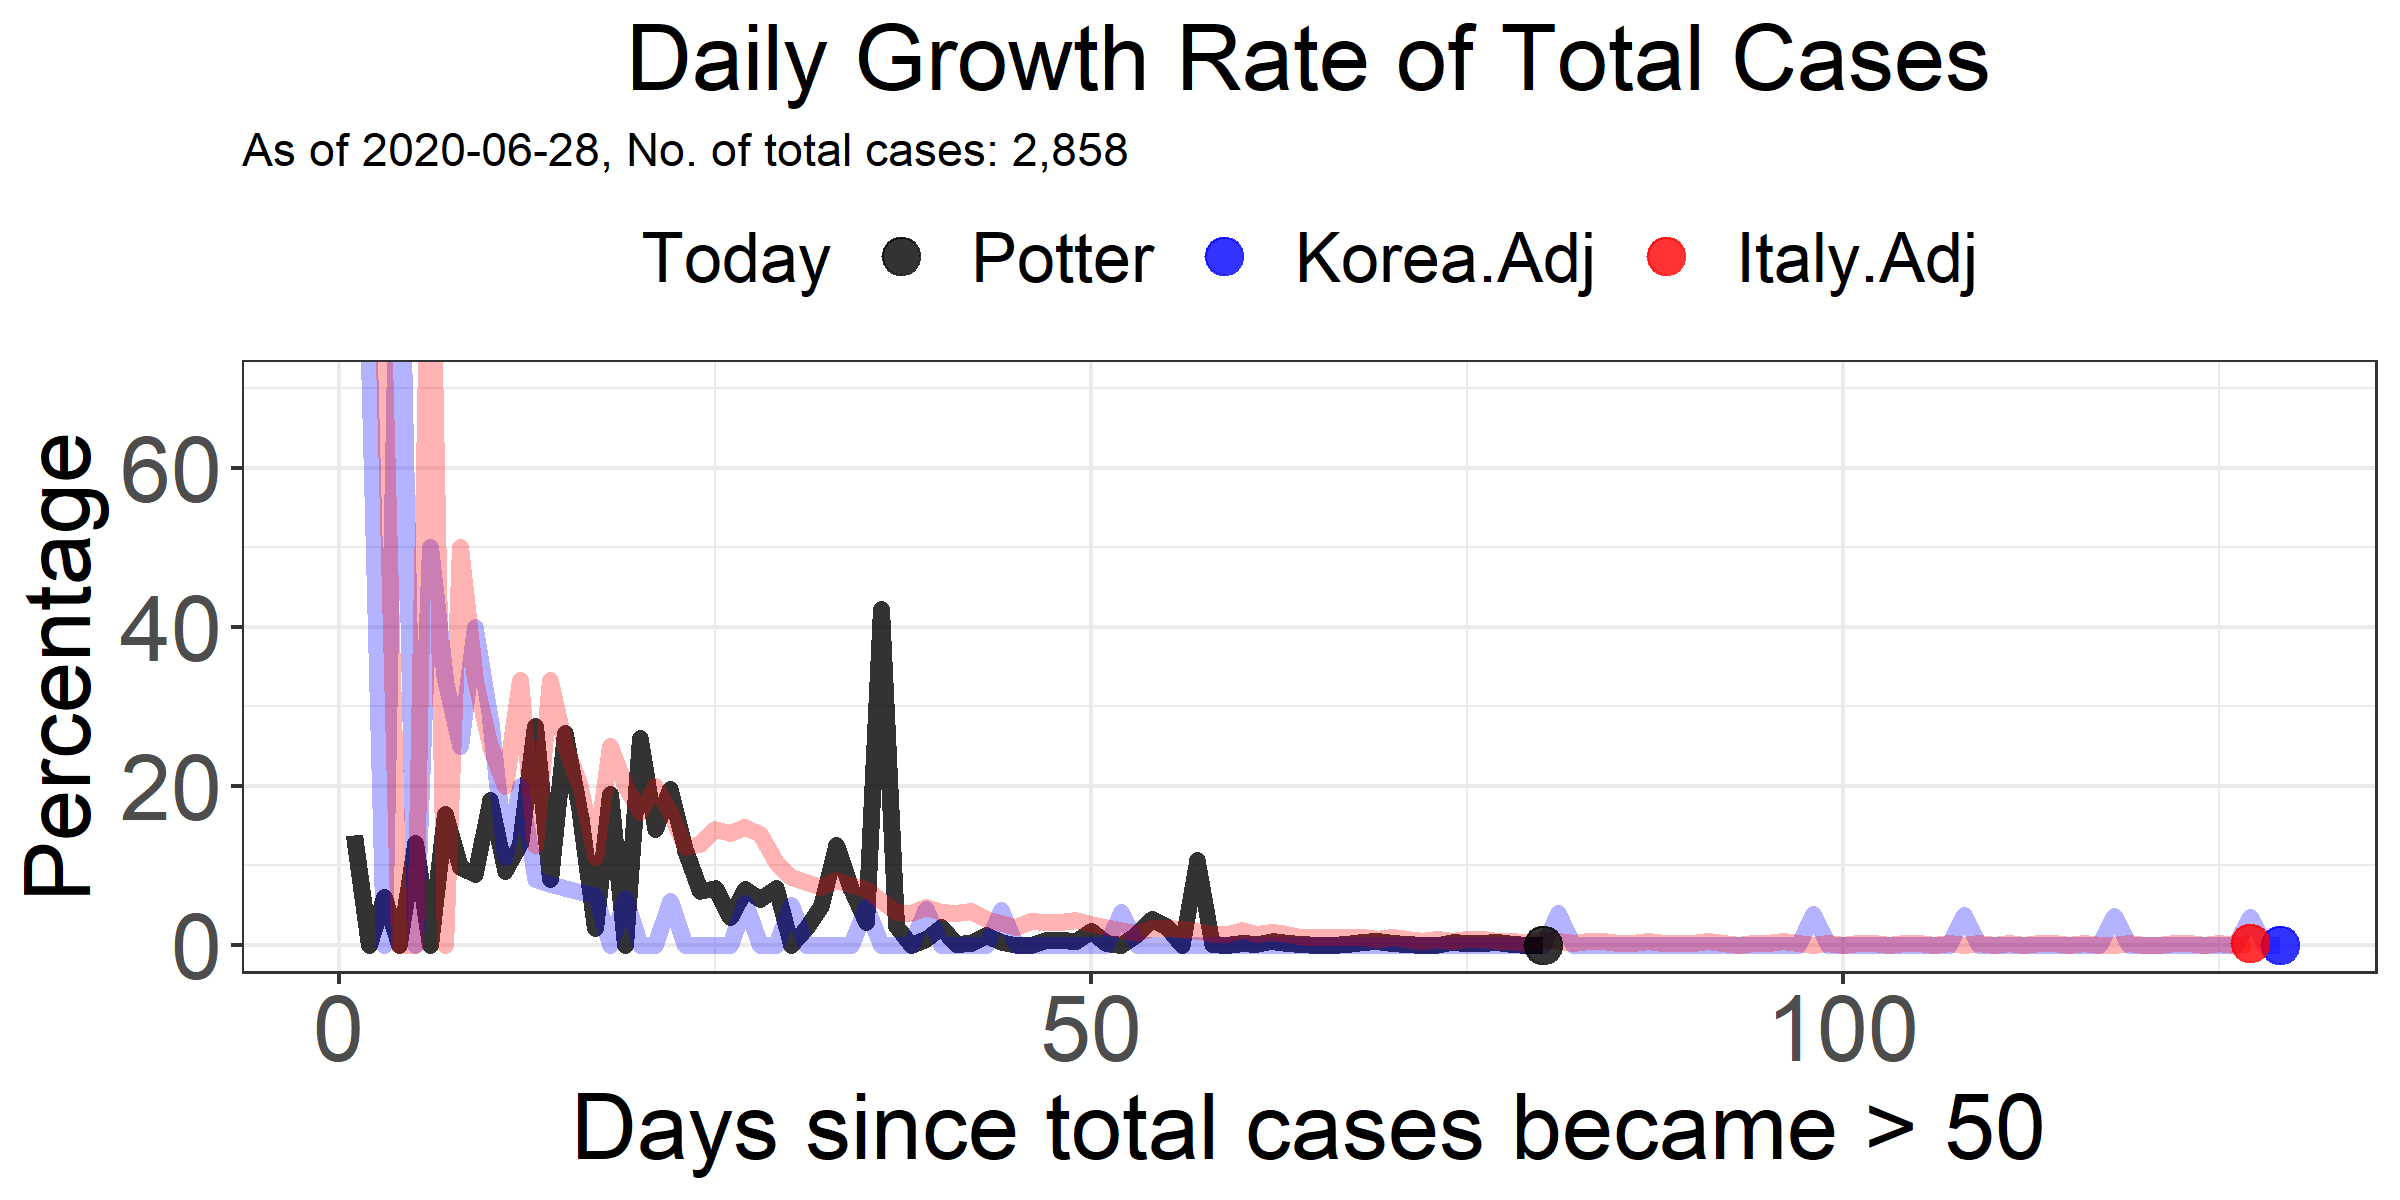 Daily Growth Rate of Total Cases
As of 2020-06-28, No. of total cases: 2,858
Today Potter Korea.Adj Italy.Adj
Percentage
60
40
20
0
0 50 100
Days since total cases became > 50